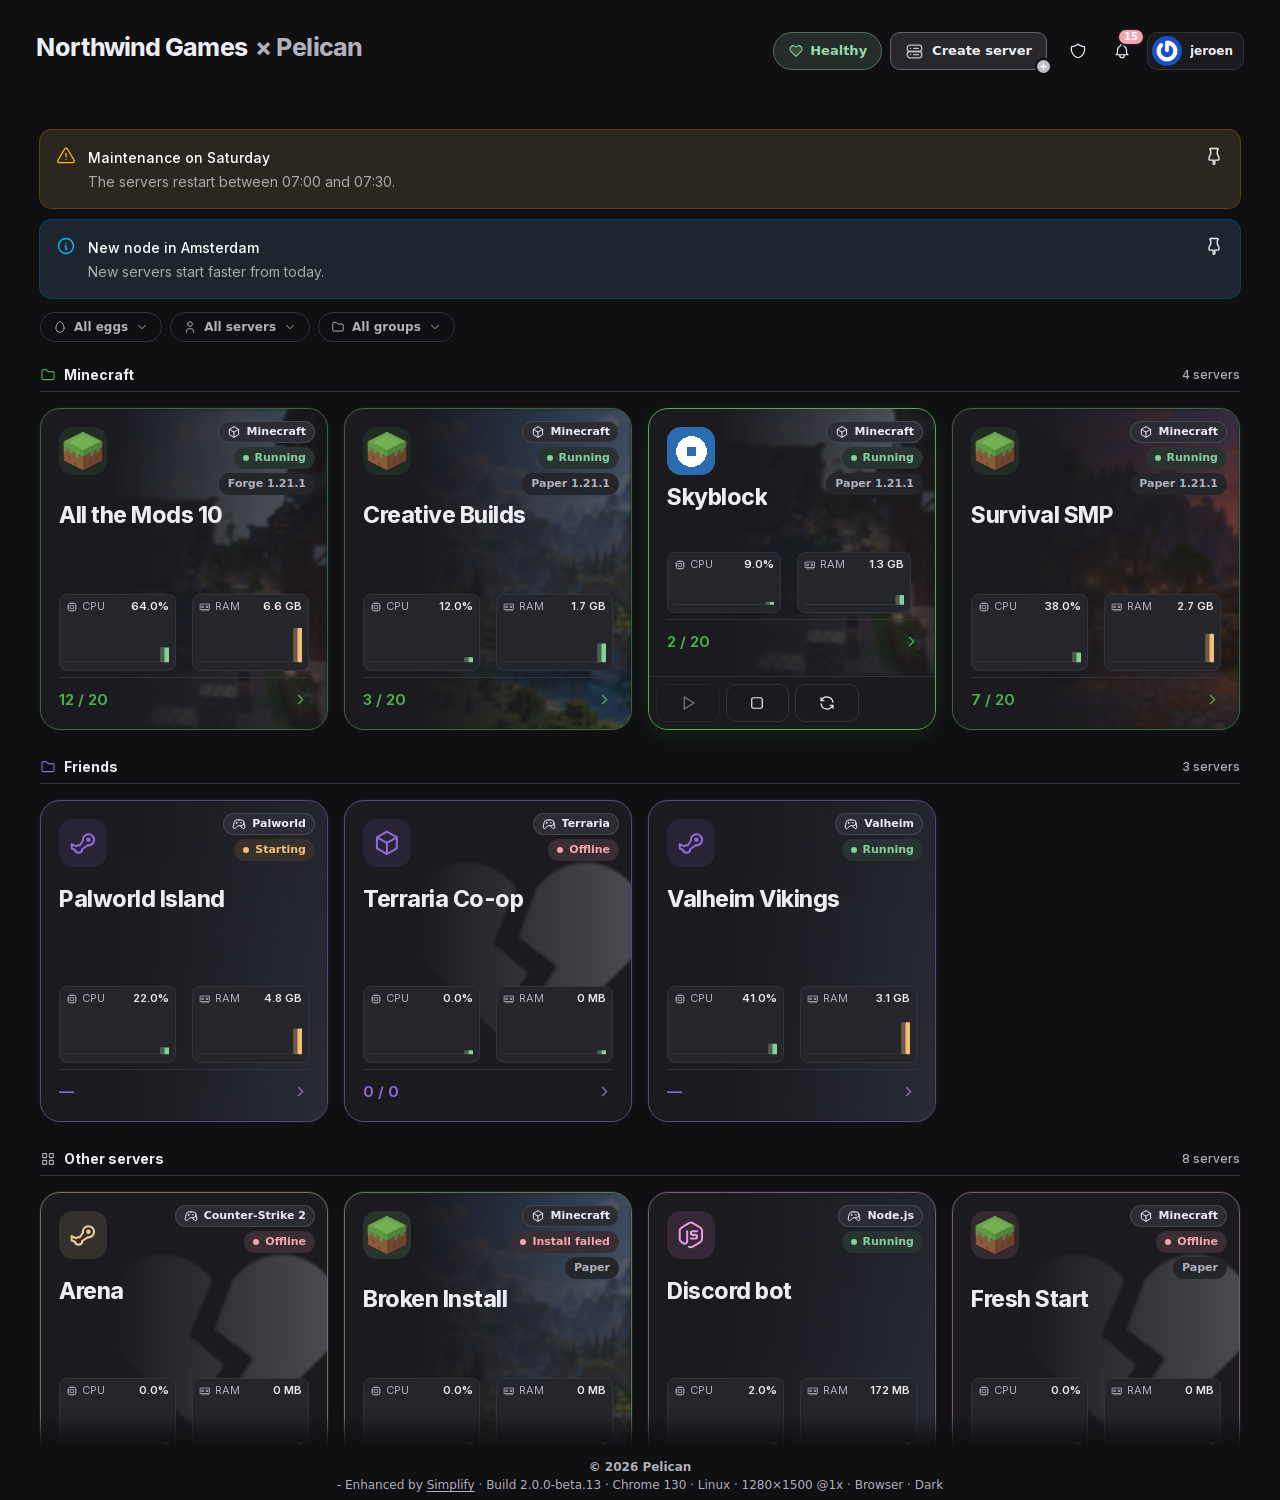 Northwind Games × Pelican
Healthy
Create server
15
jeroen
Maintenance on Saturday
The servers restart between 07:00 and 07:30.
New node in Amsterdam
New servers start faster from today.
All eggs
All servers
All groups
Minecraft
4 servers
Minecraft
Running
Forge 1.21.1
All the Mods 10
CPU 64.0%
RAM 6.6 GB
12 / 20
Minecraft
Running
Paper 1.21.1
Creative Builds
CPU 12.0%
RAM 1.7 GB
3 / 20
Minecraft
Running
Paper 1.21.1
Skyblock
CPU 9.0%
RAM 1.3 GB
2 / 20
Minecraft
Running
Paper 1.21.1
Survival SMP
CPU 38.0%
RAM 2.7 GB
7 / 20
Friends
3 servers
Palworld
Starting
Palworld Island
CPU 22.0%
RAM 4.8 GB
—
Terraria
Offline
Terraria Co-op
CPU 0.0%
RAM 0 MB
0 / 0
Valheim
Running
Valheim Vikings
CPU 41.0%
RAM 3.1 GB
—
Other servers
8 servers
Counter-Strike 2
Offline
Arena
CPU 0.0%
RAM 0 MB
Minecraft
Install failed
Paper
Broken Install
CPU 0.0%
RAM 0 MB
Node.js
Running
JS
Discord bot
CPU 2.0%
RAM 172 MB
Minecraft
Offline
Paper
Fresh Start
CPU 0.0%
RAM 0 MB
© 2026 Pelican
- Enhanced by Simplify · Build 2.0.0-beta.13 · Chrome 130 · Linux · 1280×1500 @1x · Browser · Dark